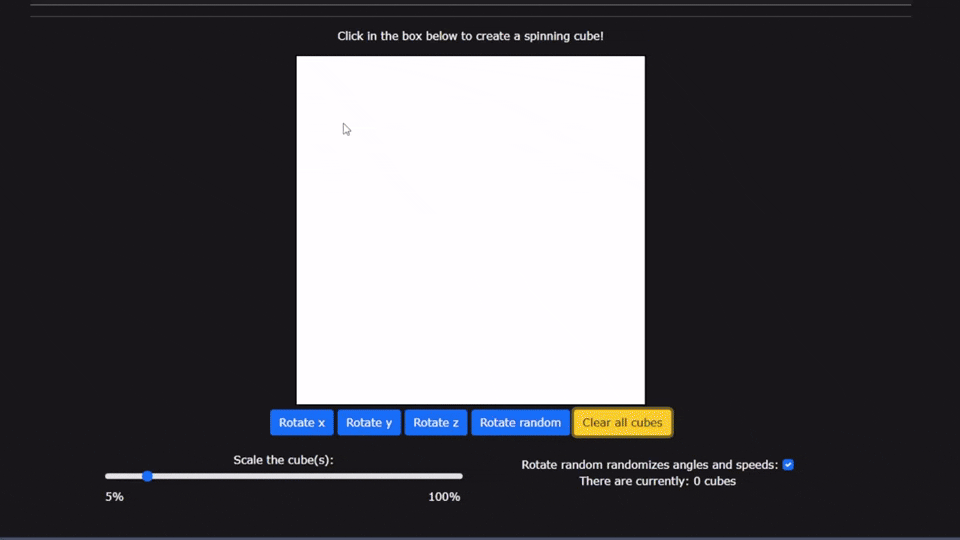 Click in the box below to create a spinning cube!
Rotate x Rotate y Rotate z Rotate random Clear all cubes
Scale the cube(s):
5% 100%
Rotate random randomizes angles and speeds:
There are currently: 0 cubes